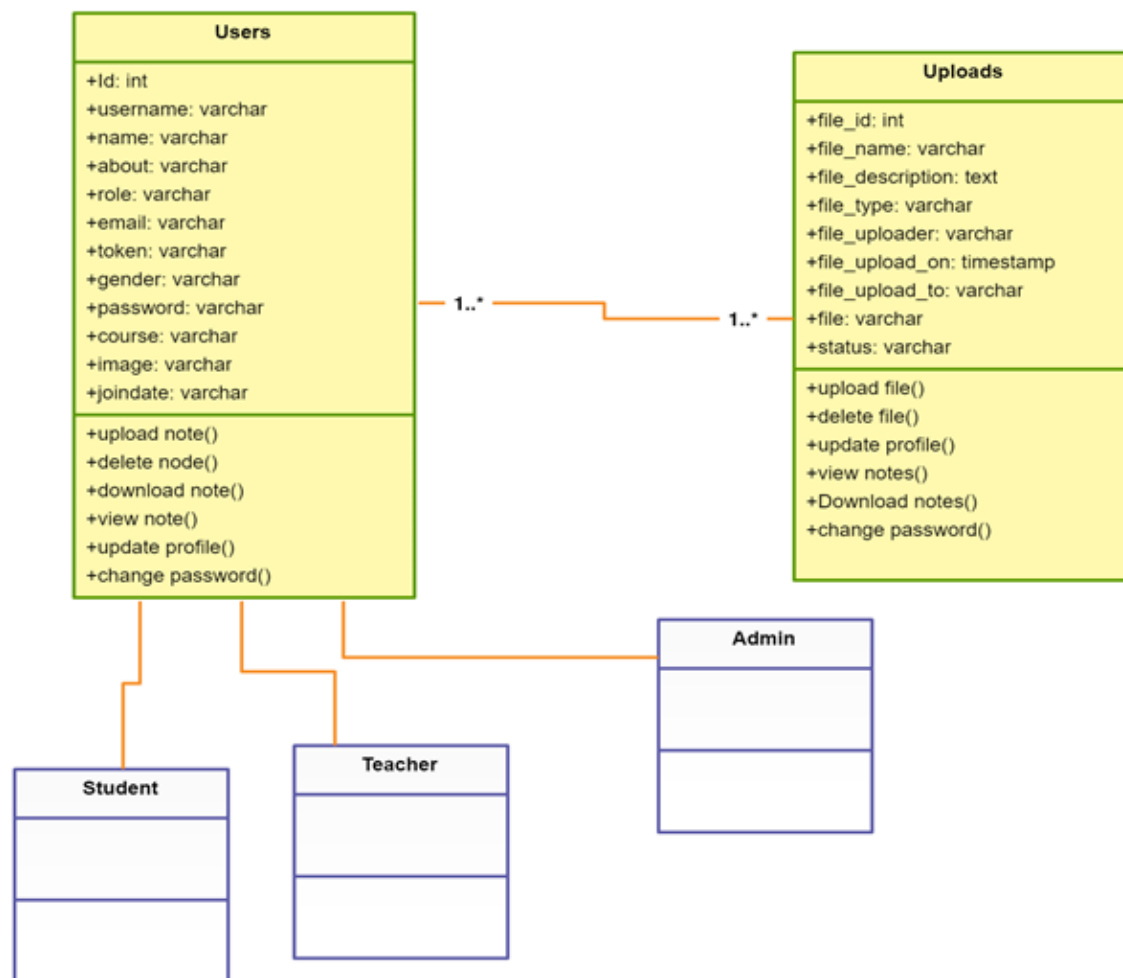 Users
+Id: int
+username: varchar
+name: varchar
+about: varchar
+role: varchar
+email: varchar
+token: varchar
+gender: varchar
+password: varchar
+course: varchar
+image: varchar
+joindate: varchar
+upload note()
+delete node()
+download note()
+view note()
+update profile()
+change password()
1..*
1..*
Uploads
+file_id: int
+file_name: varchar
+file_description: text
+file_type: varchar
+file_uploader: varchar
+file_upload_on: timestamp
+file_upload_to: varchar
+file: varchar
+status: varchar
+upload file()
+delete file()
+update profile()
+view notes()
+Download notes()
+change password()
Admin
Teacher
Student